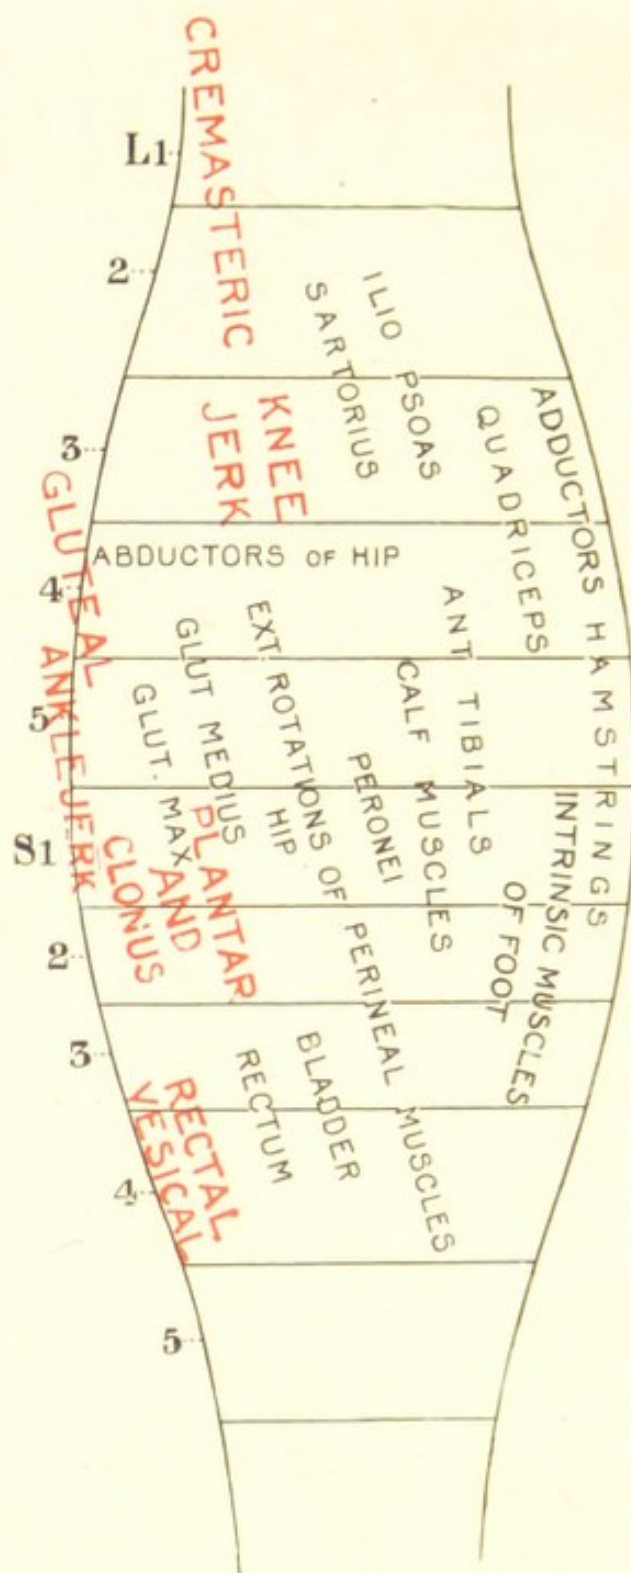 CREMASTERIC
L1
2
ILIO PSOAS
SARTORIUS
3
KNEE
JERK
ADDUCTORS
QUADRICEPS
GLUTEAL
4
ABDUCTORS OF HIP
HAMSTRINGS
ANT TIBIALS
EXT ROTATIONS OF
HIP
GLUT MEDIUS
GLUT. MAX
CALF MUSCLES
5
ANKLEJERK
PERONEI
INTRINSIC MUSCLES
OF FOOT
S1
PLANTAR
AND
CLONUS
2
PERINEAL MUSCLES
3
BLADDER
RECTUM
RECTAL
VESICAL
4
5